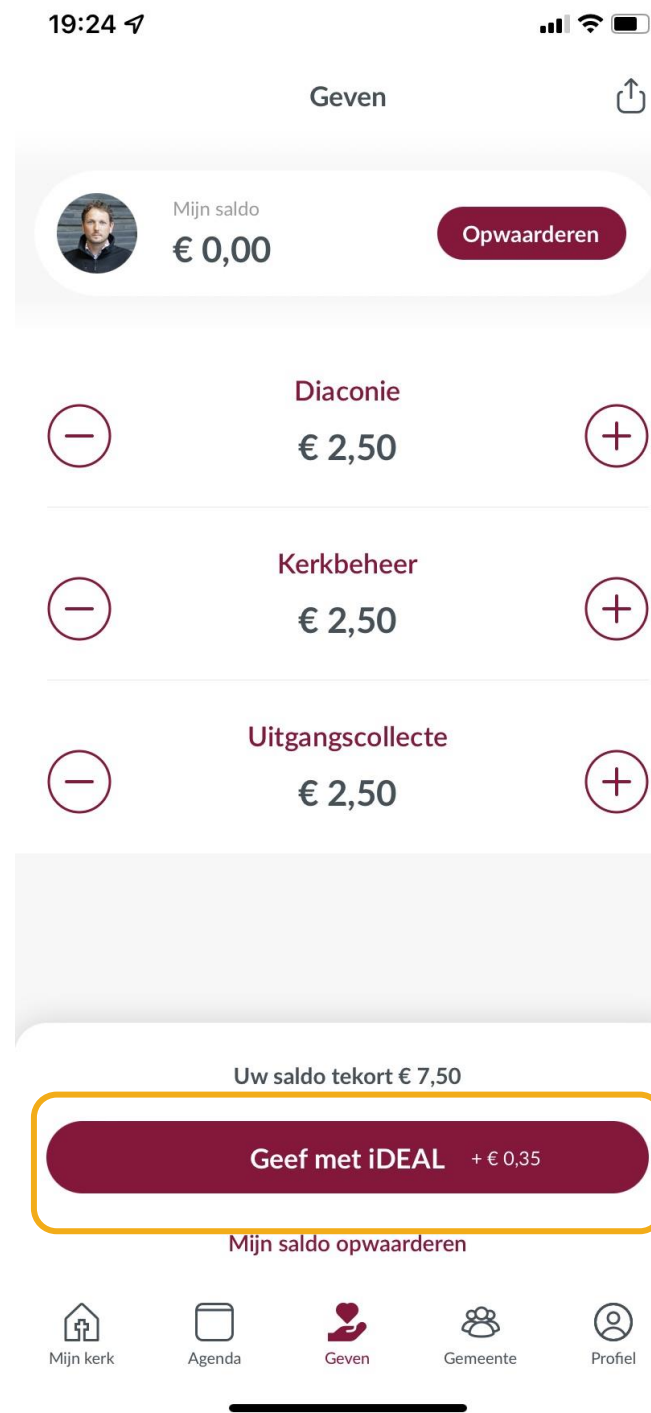 19:24
Geven
Mijn saldo
€ 0,00
Opwaarderen
Diaconie
€ 2,50
Kerkbeheer
€ 2,50
Uitgangscollecte
€ 2,50
Uw saldo tekort € 7,50
Geef met iDEAL + € 0,35
Mijn saldo opwaarderen
Mijn kerk Agenda Geven Gemeente Profiel